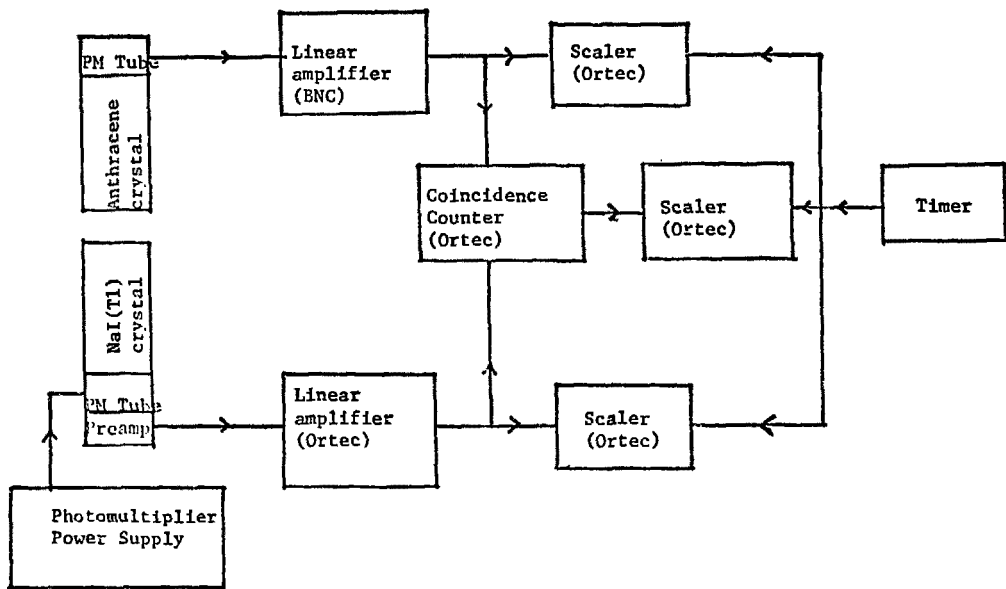 PM Tube
Anthracene
crystal
Linear
amplifier
(BNC)
Scaler
(Ortec)
Coincidence
Counter
(Ortec)
Scaler
(Ortec)
Timer
NaI(Tl)
crystal
PM Tube
Preamp
Linear
amplifier
(Ortec)
Scaler
(Ortec)
Photomultiplier
Power Supply